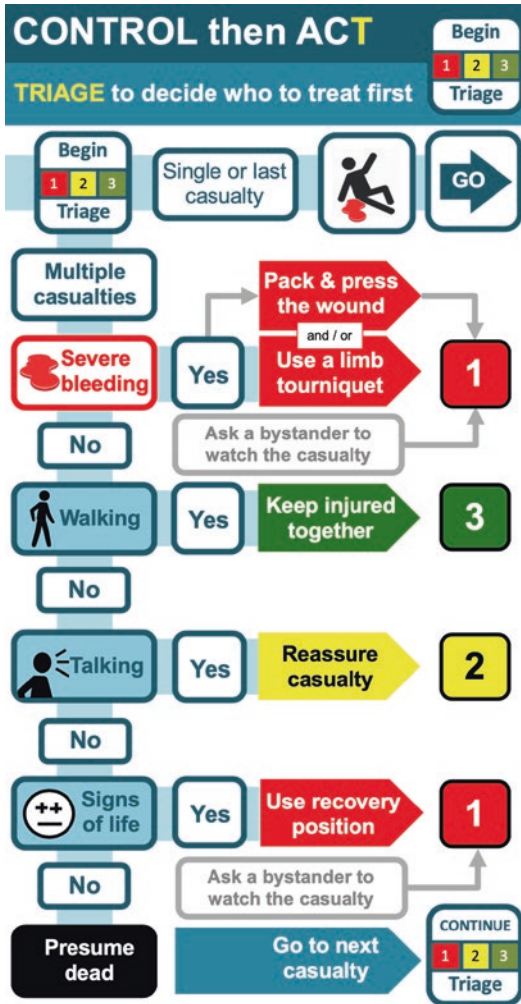 CONTROL then ACT
Begin
1 2 3
Triage
TRIAGE to decide who to treat first
Begin
1 2 3
Triage
Single or last
casualty
GO
Multiple
casualties
Pack & press
the wound
and / or
Severe
bleeding
Yes
Use a limb
tourniquet
1
No
Ask a bystander to
watch the casualty
Walking
Yes
Keep injured
together
3
No
Talking
Yes
Reassure
casualty
2
No
++
Signs
of life
Yes
Use recovery
position
1
No
Ask a bystander to
watch the casualty
Presume
dead
Go to next
casualty
CONTINUE
1 2 3
Triage